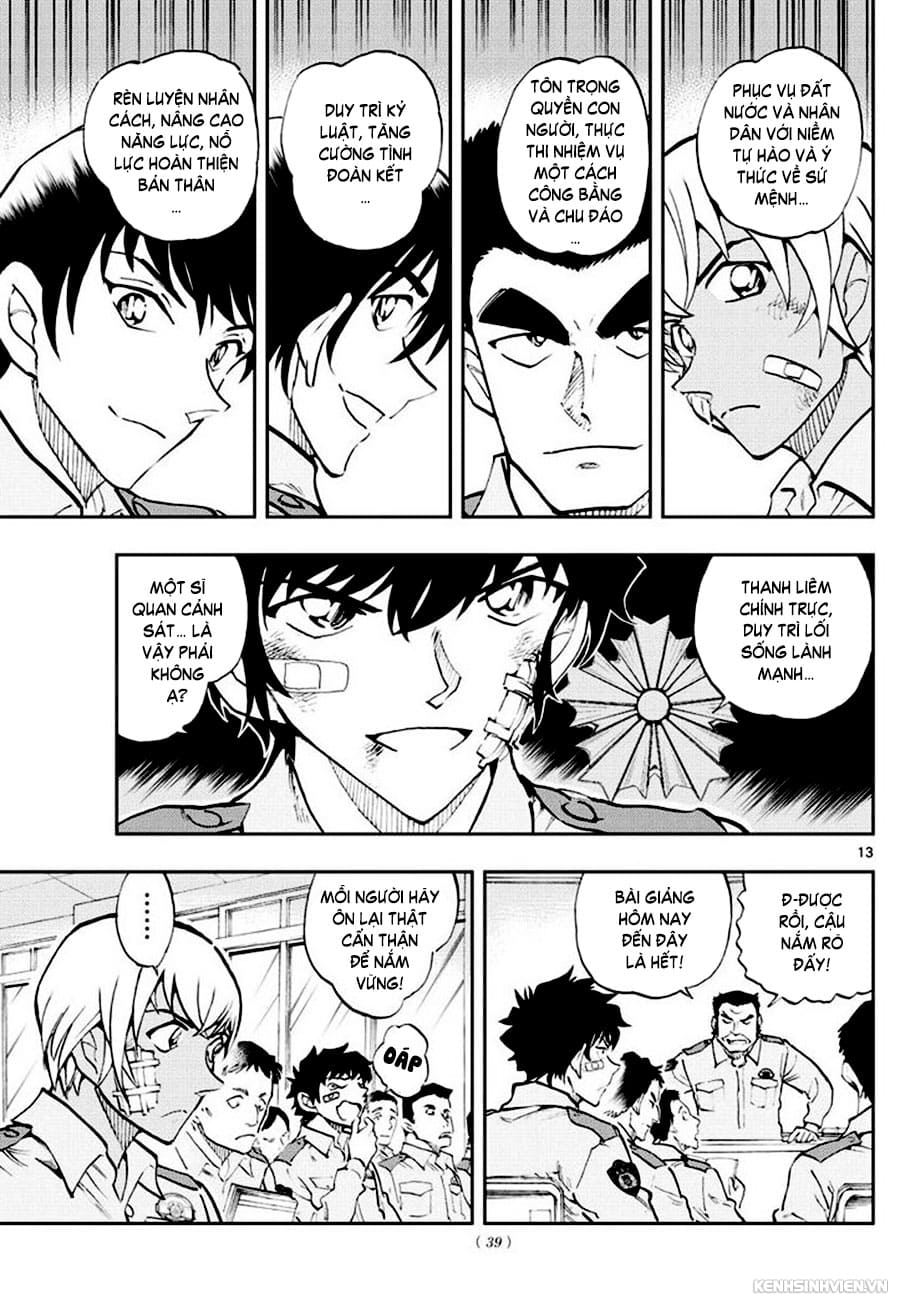 PHỤC VỤ ĐẤT
NƯỚC VÀ NHÂN
DÂN VỚI NIỀM
TỰ HÀO VÀ Ý
THỨC VỀ SỨ
MỆNH...
TÔN TRỌNG
QUYỀN CON
NGƯỜI, THỰC
THI NHIỆM VỤ
MỘT CÁCH
CÔNG BẰNG
VÀ CHU ĐÁO
...
DUY TRÌ KỶ
LUẬT, TĂNG
CƯỜNG TÌNH
ĐOÀN KẾT
...
RÈN LUYỆN NHÂN
CÁCH, NÂNG CAO
NĂNG LỰC, NỖ
LỰC HOÀN THIỆN
BẢN THÂN
...
THANH LIÊM
CHÍNH TRỰC,
DUY TRÌ LỐI
SỐNG LÀNH
MẠNH...
MỘT SĨ
QUAN CẢNH
SÁT... LÀ
VẬY PHẢI
KHÔNG
Ạ?
13
Đ-ĐƯỢC
RỒI, CẬU
NẮM RÕ
ĐẤY!
BÀI GIẢNG
HÔM NAY
ĐẾN ĐÂY
LÀ HẾT!
MỖI NGƯỜI HÃY
ÔN LẠI THẬT
CẨN THẬN
ĐỂ NẮM
VỮNG!
OÁP
......
( 39 )
KENHSINHVIEN.VN